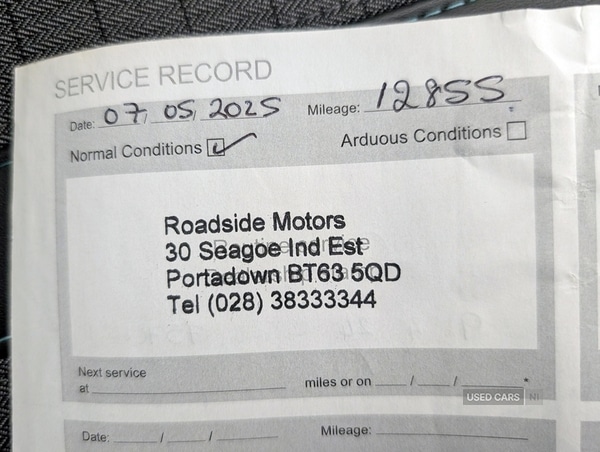 SERVICE RECORD
Date: 07/05/2025 Mileage: 12855
Normal Conditions Arduous Conditions
Roadside Motors
30 Seagoe Ind Est
Portadown BT63 5QD
Tel (028) 38333344
Next service
at miles or on / / *
USED CARS NI
Date: / / Mileage: